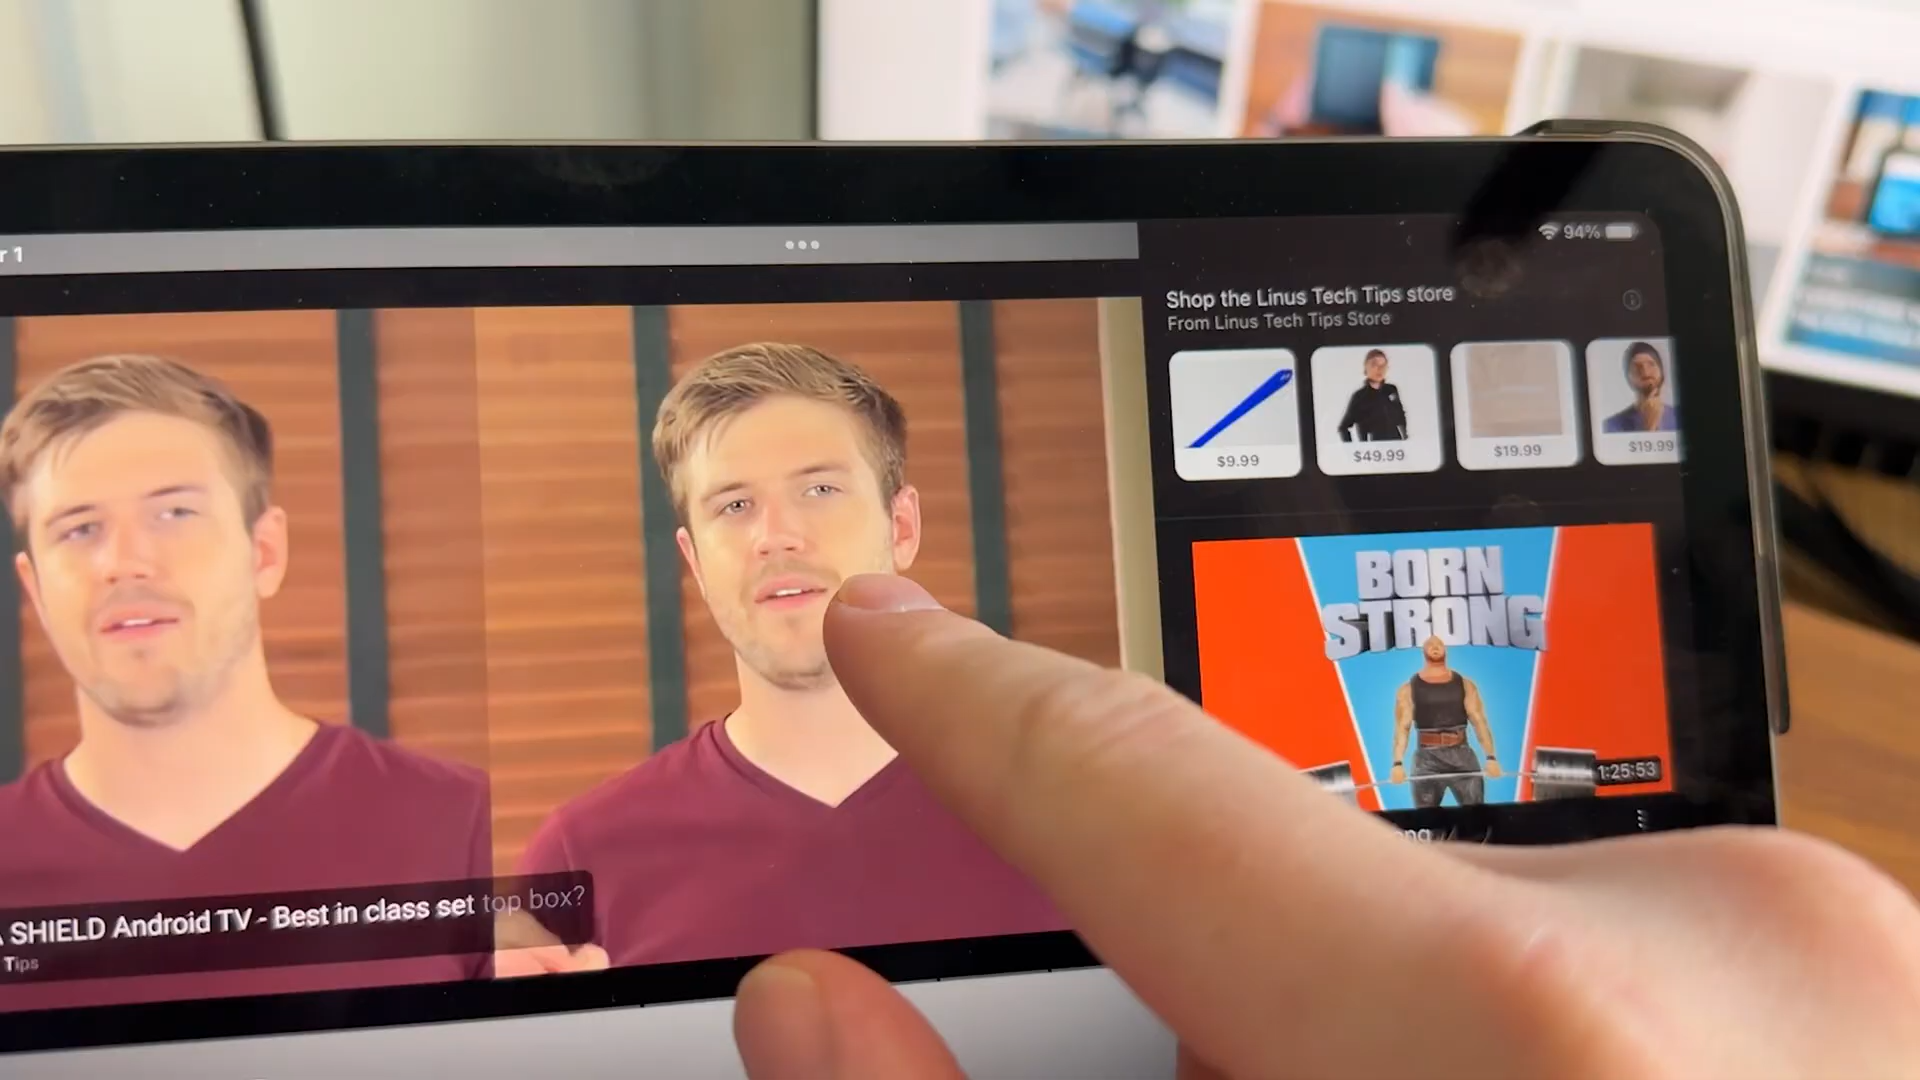 r 1
94%
Shop the Linus Tech Tips store
From Linus Tech Tips Store
$9.99
$49.99
$19.99
$19.99
BORN
STRONG
1:25:53
SHIELD Android TV - Best in class set top box?
Tips